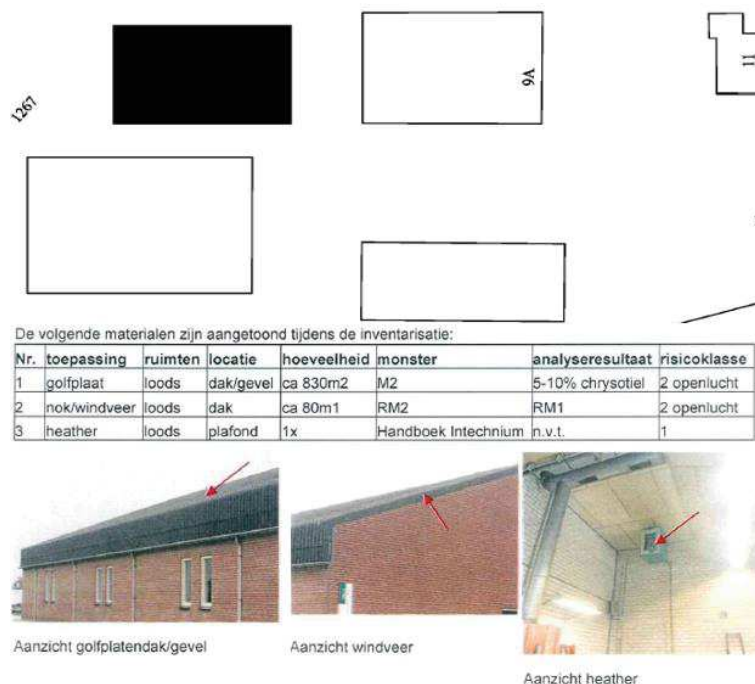 1267
9A
11
De volgende materialen zijn aangetoond tijdens de inventarisatie:
Nr. toepassing ruimten locatie hoeveelheid monster analyseresultaat risicoklasse
1 golfplaat loods dak/gevel ca 830m2 M2 5-10% chrysotiel 2 openlucht
2 nok/windveer loods dak ca 80m1 RM2 RM1 2 openlucht
3 heather loods plafond 1x Handboek Intechnium n.v.t. 1
Aanzicht golfplatendak/gevel
Aanzicht windveer
Aanzicht heather